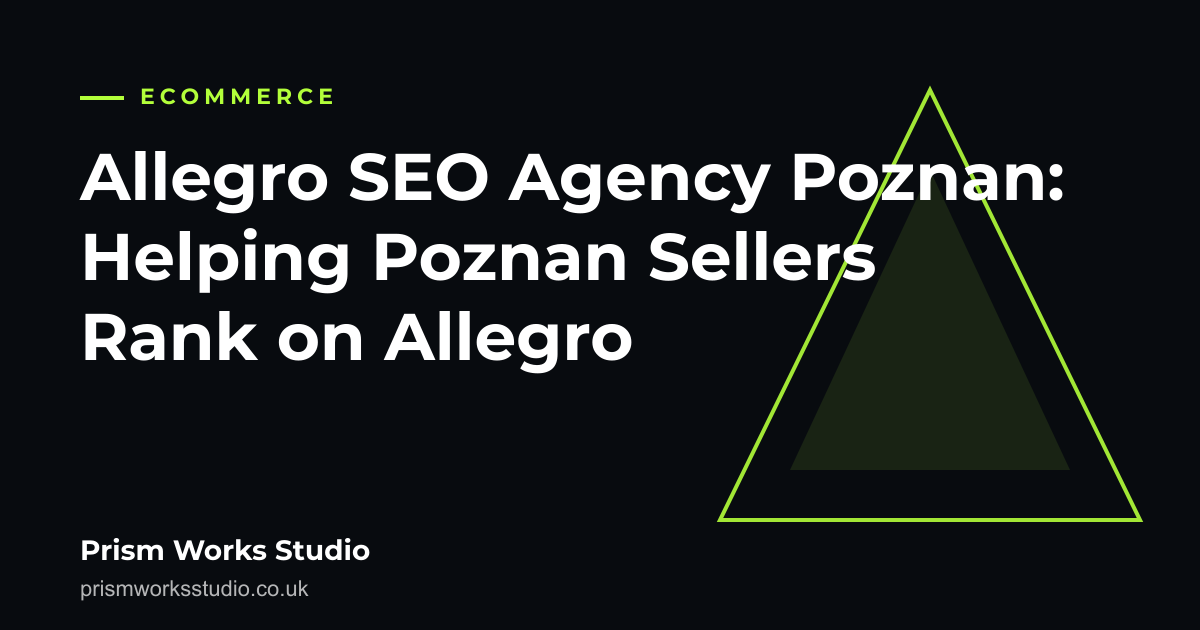 ECOMMERCE
Allegro SEO Agency Poznan:
Helping Poznan Sellers
Rank on Allegro
Prism Works Studio
prismworksstudio.co.uk